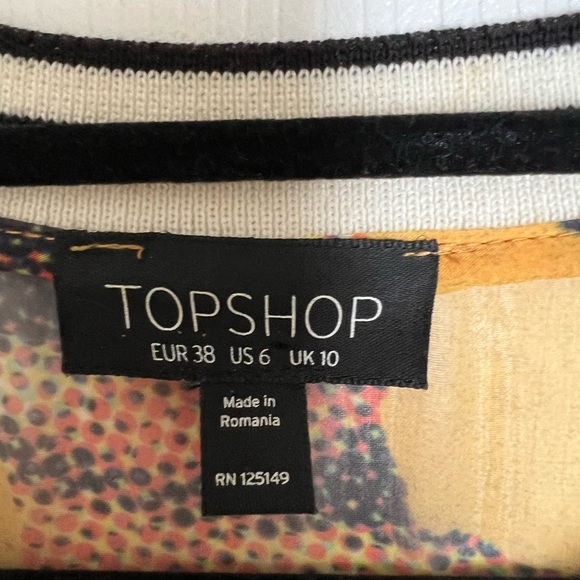 TOPSHOP
EUR 38 US 6 UK 10
Made in
Romania
RN 125149